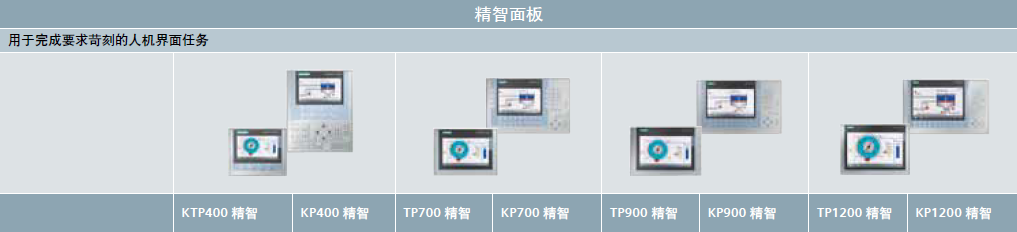 精智面板
用于完成要求苛刻的人机界面任务
KTP400 精智 KP400 精智 TP700 精智 KP700 精智 TP900 精智 KP900 精智 TP1200 精智 KP1200 精智